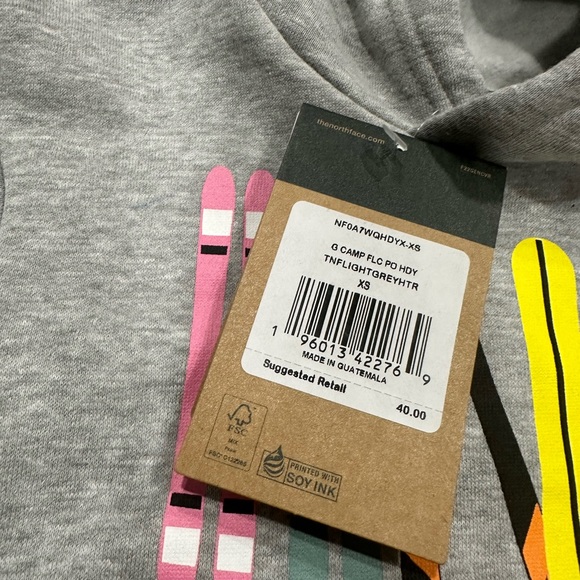 thenorthface.com
NF0A7WQHDYX-XS
G CAMP FLC PO HDY
TNFLIGHTGREYHTR
XS
1 96013 42276 9
MADE IN GUATEMALA
Suggested Retail
40.00
FSC
MIX
PRINTED WITH
SOY INK